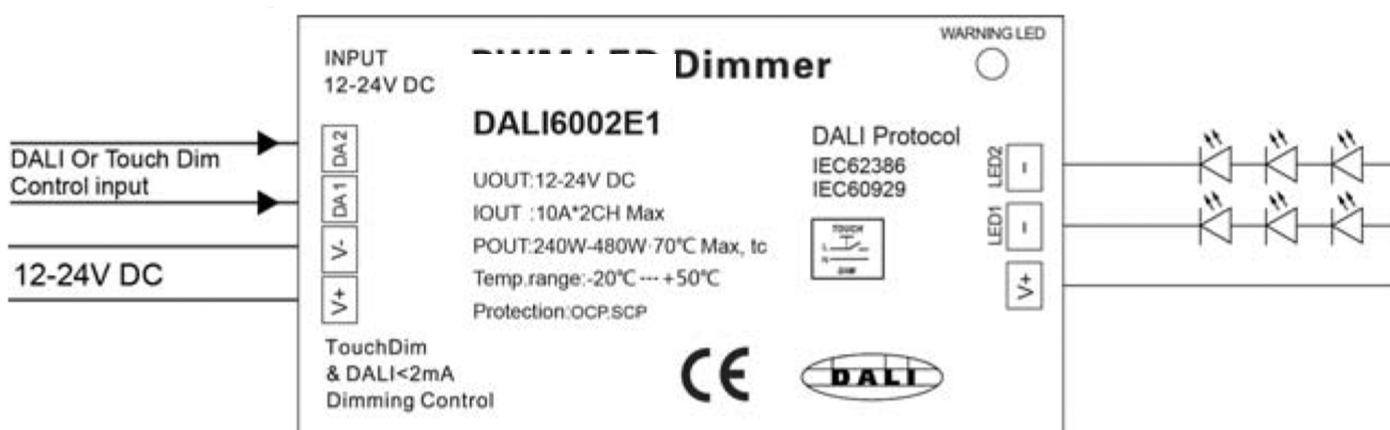 WARNING LED
INPUT
12-24V DC
Dimmer
DALI6002E1
DALI Or Touch Dim
Control input
DA2
DA1
V-
V+
12-24V DC
UOUT:12-24V DC
IOUT :10A*2CH Max
POUT:240W-480W·70℃ Max, tc
Temp.range:-20℃ --- +50℃
Protection:OCP.SCP
DALI Protocol
IEC62386
IEC60929
TOUCH
L
N
DIM
LED2
-
LED1
-
V+
TouchDim
& DALI<2mA
Dimming Control
CE
DALI